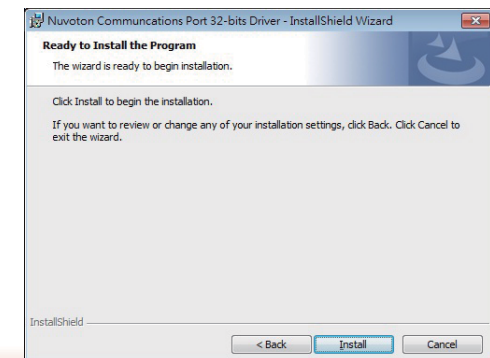 Nuvoton Communcations Port 32-bits Driver - InstallShield Wizard
Ready to Install the Program
The wizard is ready to begin installation.
Click Install to begin the installation.
If you want to review or change any of your installation settings, click Back. Click Cancel to
exit the wizard.
InstallShield
< Back Install Cancel